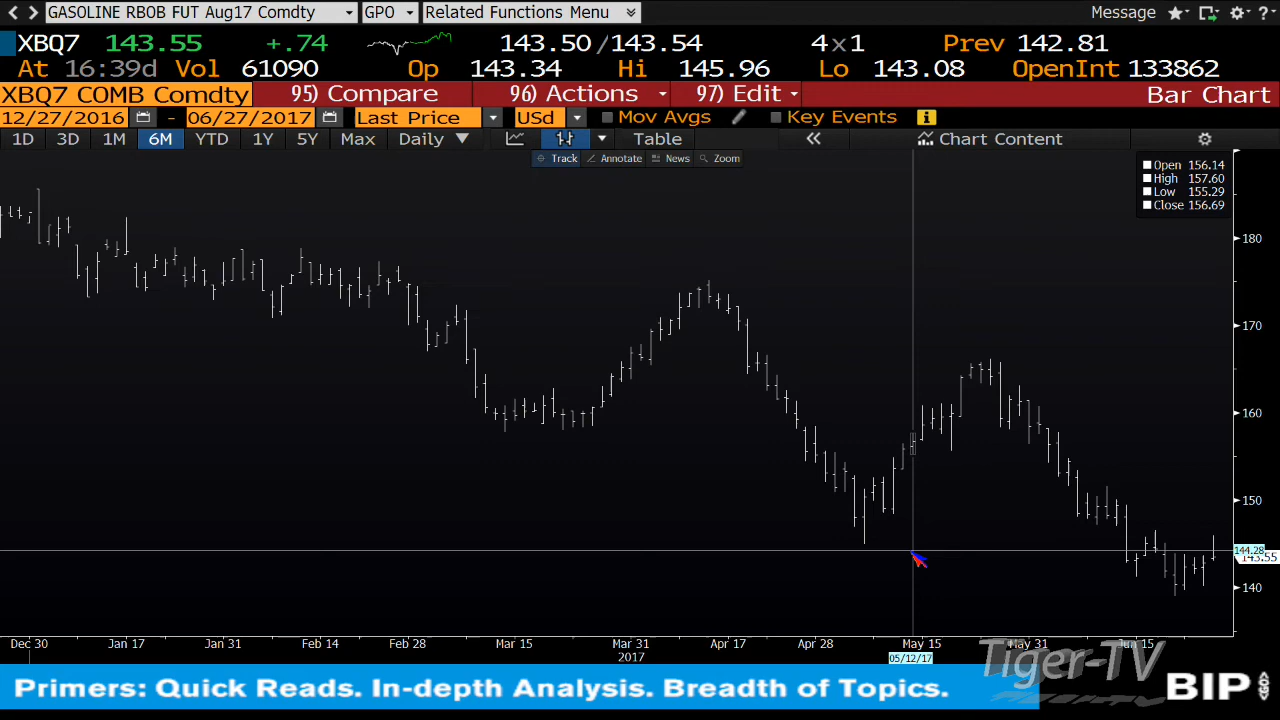 GASOLINE RBOB FUT Aug17 Comdty GPO Related Functions Menu Message ?
XBQ7 143.55 +.74 143.50/143.54 4x1 Prev 142.81
At 16:39d Vol 61090 Op 143.34 Hi 145.96 Lo 143.08 OpenInt 133862
XBQ7 COMB Comdty 95) Compare 96) Actions 97) Edit Bar Chart
12/27/2016 - 06/27/2017 Last Price USd Mov Avgs Key Events
1D 3D 1M 6M YTD 1Y 5Y Max Daily Table « Chart Content
Track Annotate News Zoom
Open 156.14
High 157.60
Low 155.29
Close 156.69
180
170
160
150
144.28
143.55
140
Dec 30 Jan 17 Jan 31 Feb 14 Feb 28 Mar 15 Mar 31 Apr 17 Apr 28 May 15 May 31 Jun 15
2017 05/12/17
Tiger-TV
Primers: Quick Reads. In-depth Analysis. Breadth of Topics. BIP GO